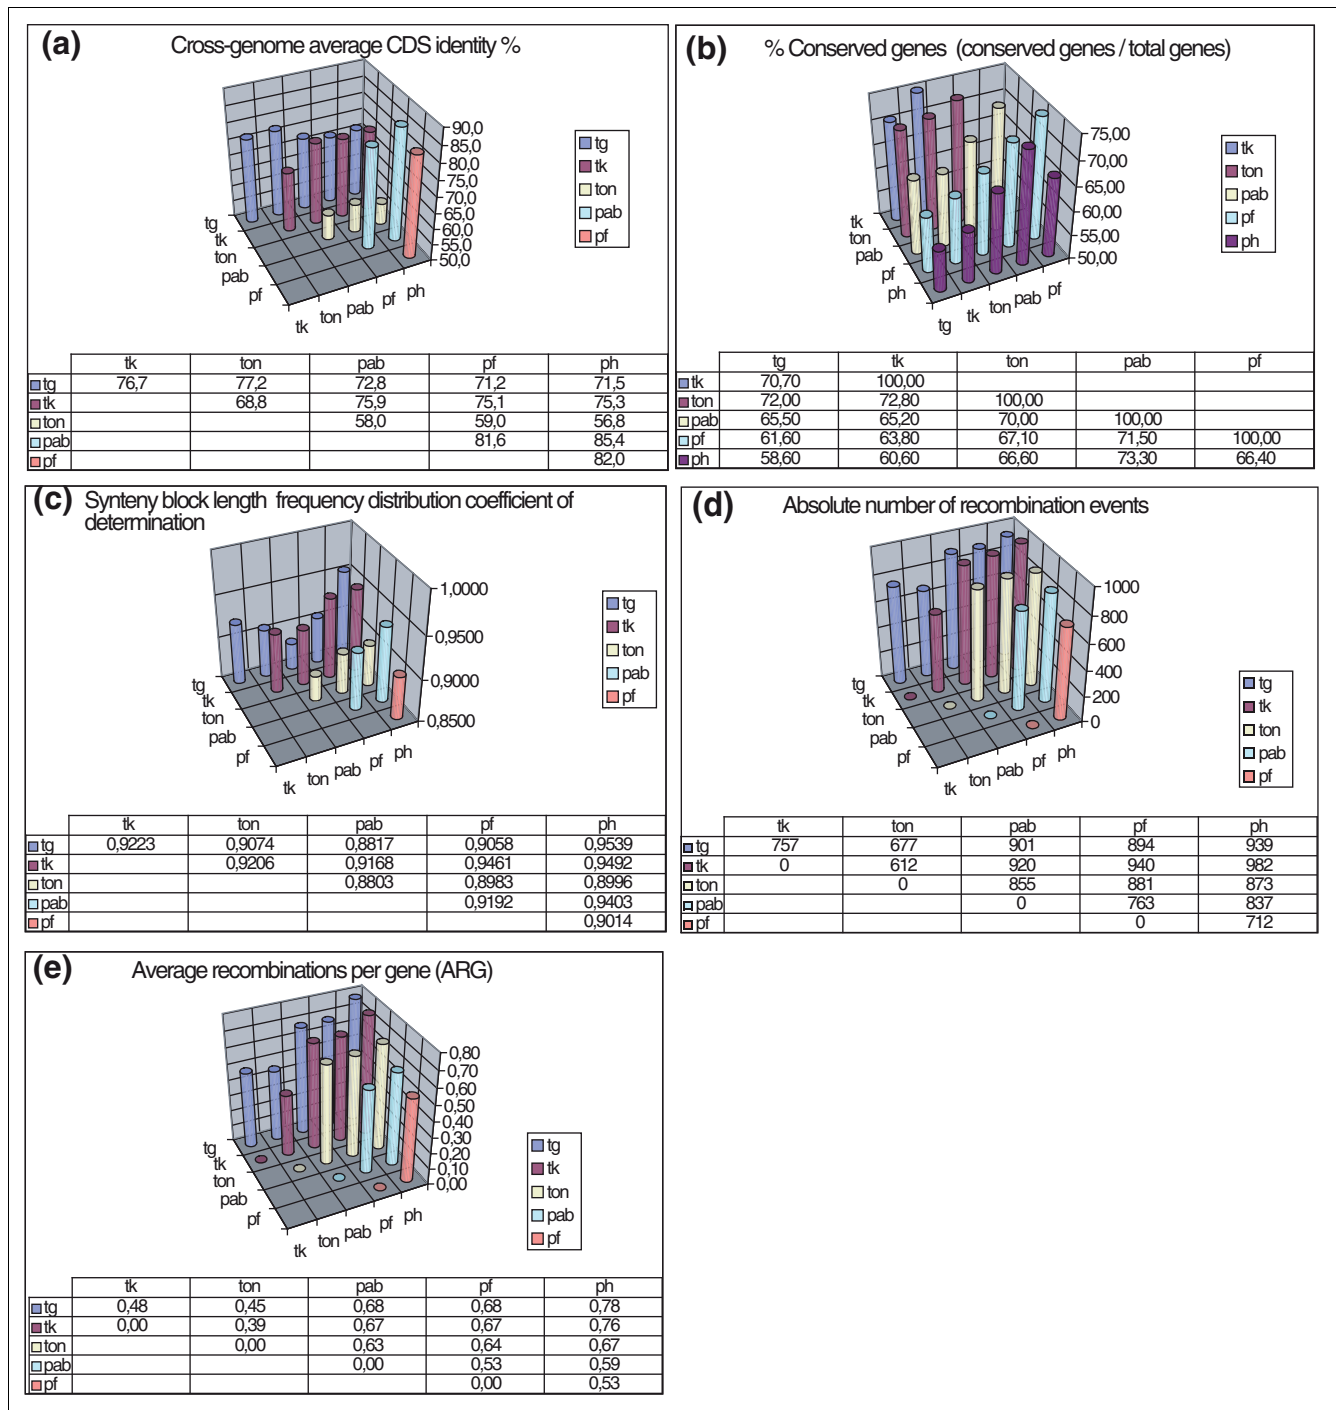 (a) Cross-genome average CDS identity %
90,0
85,0
80,0
75,0
70,0
65,0
60,0
55,0
50,0
tg
tk
ton
pab
pf
tk ton pab pf ph
tg
tk
ton
pab
pf
tk ton pab pf ph
tg 76,7 77,2 72,8 71,2 71,5
tk 68,8 75,9 75,1 75,3
ton 58,0 59,0 56,8
pab 81,6 85,4
pf 82,0
(b) % Conserved genes (conserved genes / total genes)
75,00
70,00
65,00
60,00
55,00
50,00
tk
ton
pab
pf
ph
tg tk ton pab pf
tk
ton
pab
pf
ph
tg tk ton pab pf
tk 70,70 100,00
ton 72,00 72,80 100,00
pab 65,50 65,20 70,00 100,00
pf 61,60 63,80 67,10 71,50 100,00
ph 58,60 60,60 66,60 73,30 66,40
(c) Synteny block length frequency distribution coefficient of
determination
1,0000
0,9500
0,9000
0,8500
tg
tk
ton
pab
pf
tk ton pab pf ph
tg
tk
ton
pab
pf
tk ton pab pf ph
tg 0,9223 0,9074 0,8817 0,9058 0,9539
tk 0,9206 0,9168 0,9461 0,9492
ton 0,8803 0,8983 0,8996
pab 0,9192 0,9403
pf 0,9014
(d) Absolute number of recombination events
1000
800
600
400
200
0
tg
tk
ton
pab
pf
tk ton pab pf ph
tg
tk
ton
pab
pf
tk ton pab pf ph
tg 757 677 901 894 939
tk 0 612 920 940 982
ton 0 855 881 873
pab 0 763 837
pf 0 712
(e) Average recombinations per gene (ARG)
0,80
0,70
0,60
0,50
0,40
0,30
0,20
0,10
0,00
tg
tk
ton
pab
pf
tk ton pab pf ph
tg
tk
ton
pab
pf
tk ton pab pf ph
tg 0,48 0,45 0,68 0,68 0,78
tk 0,00 0,39 0,67 0,67 0,76
ton 0,00 0,63 0,64 0,67
pab 0,00 0,53 0,59
pf 0,00 0,53